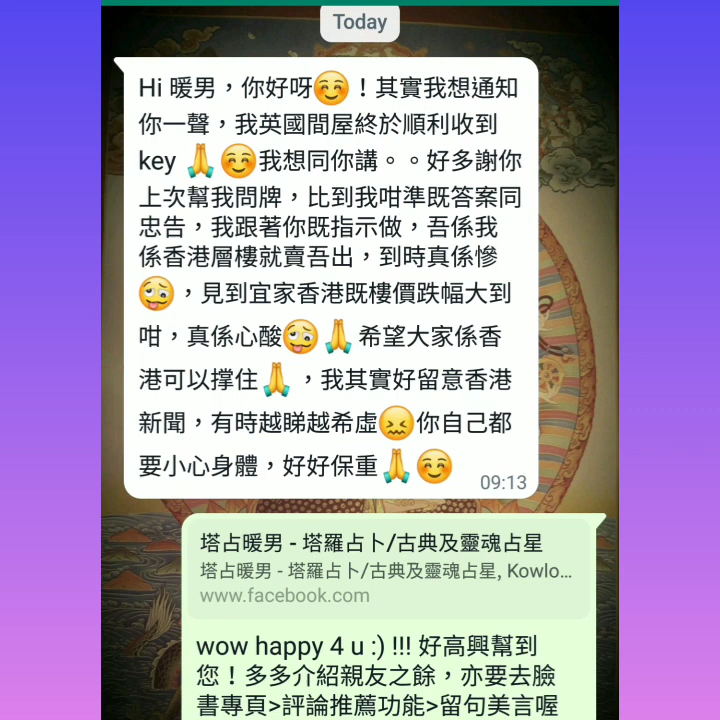 Today
Hi 暖男，你好呀☺️！其實我想通知
你一聲，我英國間屋終於順利收到
key 🙏☺️我想同你講。。好多謝你
上次幫我問牌，比到我咁準既答案同
忠告，我跟著你既指示做，吾係我
係香港層樓就賣吾出，到時真係慘
🥴，見到宜家香港既樓價跌幅大到
咁，真係心酸🥴🙏希望大家係香
港可以撐住🙏，我其實好留意香港
新聞，有時越睇越希虛😖你自己都
要小心身體，好好保重🙏☺️
09:13
塔占暖男 - 塔羅占卜/古典及靈魂占星
塔占暖男 - 塔羅占卜/古典及靈魂占星, Kowlo...
www.facebook.com
wow happy 4 u :) !!! 好高興幫到
您！多多介紹親友之餘，亦要去臉
書專頁>評論推薦功能>留句美言喔